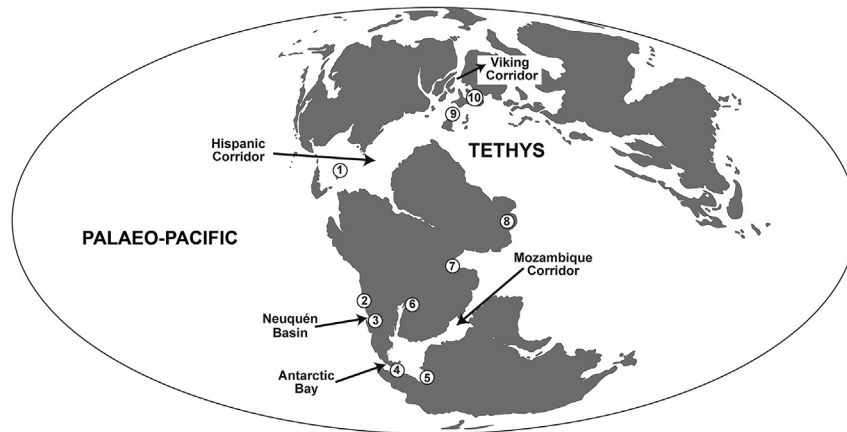 Viking
Corridor
10
9
Hispanic
Corridor
TETHYS
1
8
PALAEO-PACIFIC
Mozambique
Corridor
7
2
6
Neuquén
Basin
3
Antarctic
Bay
4
5